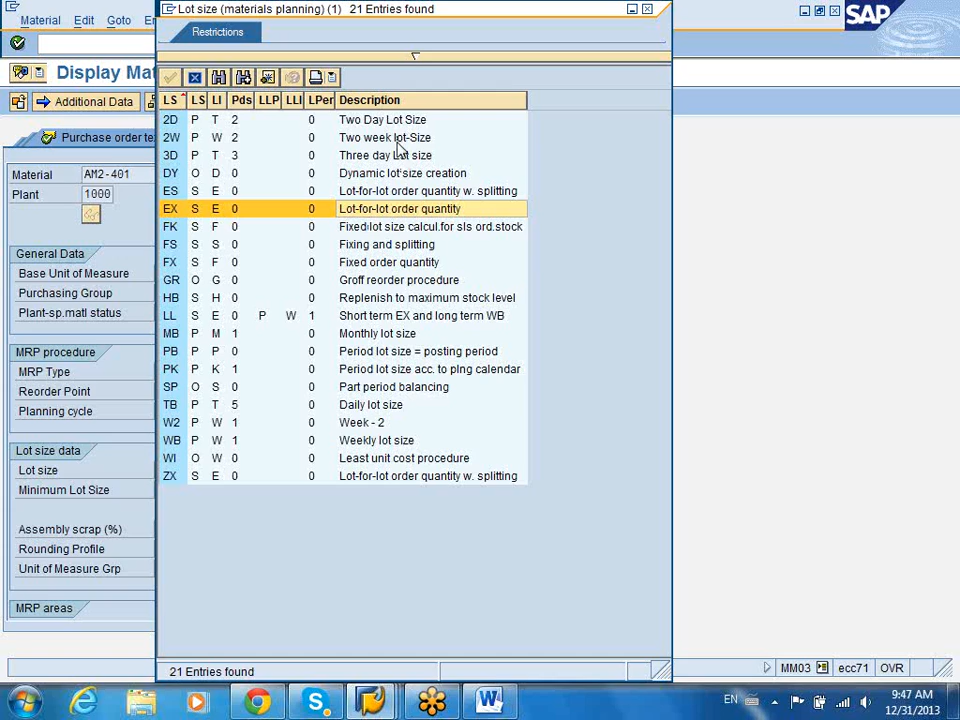 Material Edit Goto
Lot size (materials planning) (1) 21 Entries found
SAP
Restrictions
Display Mat
Additional Data
LS LS LI Pds LLP LLI LPer Description
2D P T 2 0 Two Day Lot Size
2W P W 2 0 Two week lot-Size
3D P T 3 0 Three day Lot size
DY O D 0 0 Dynamic lot size creation
ES S E 0 0 Lot-for-lot order quantity w. splitting
EX S E 0 0 Lot-for-lot order quantity
FK S F 0 0 Fixed lot size calcul.for sls ord.stock
FS S S 0 0 Fixing and splitting
FX S F 0 0 Fixed order quantity
GR O G 0 0 Groff reorder procedure
HB S H 0 0 Replenish to maximum stock level
LL S E 0 P W 1 Short term EX and long term WB
MB P M 1 0 Monthly lot size
PB P P 0 0 Period lot size = posting period
PK P K 1 0 Period lot size acc. to plng calendar
SP O S 0 0 Part period balancing
TB P T 5 0 Daily lot size
W2 P W 1 0 Week - 2
WB P W 1 0 Weekly lot size
WI O W 0 0 Least unit cost procedure
ZX S E 0 0 Lot-for-lot order quantity w. splitting
21 Entries found
Purchase order te
Material AM2-401
Plant 1000
General Data
Base Unit of Measure
Purchasing Group
Plant-sp.matl status
MRP procedure
MRP Type
Reorder Point
Planning cycle
Lot size data
Lot size
Minimum Lot Size
Assembly scrap (%)
Rounding Profile
Unit of Measure Grp
MRP areas
MM03 ecc71 OVR
EN
9:47 AM
12/31/2013